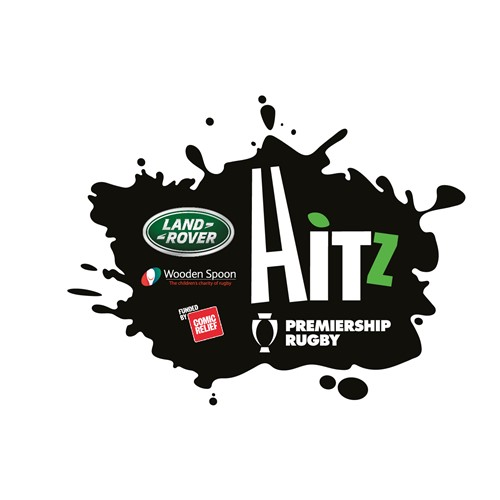 LAND-
ROVER
Wooden Spoon
The children's charity of rugby
FUNDED
BY
COMIC
RELIEF
HiTZ
PREMIERSHIP
RUGBY